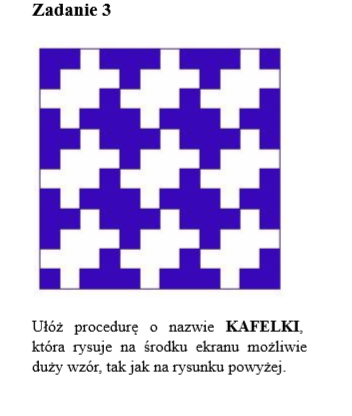 Zadanie 3
Ułóż procedurę o nazwie KAFELKI,
która rysuje na środku ekranu możliwie
duży wzór, tak jak na rysunku powyżej.